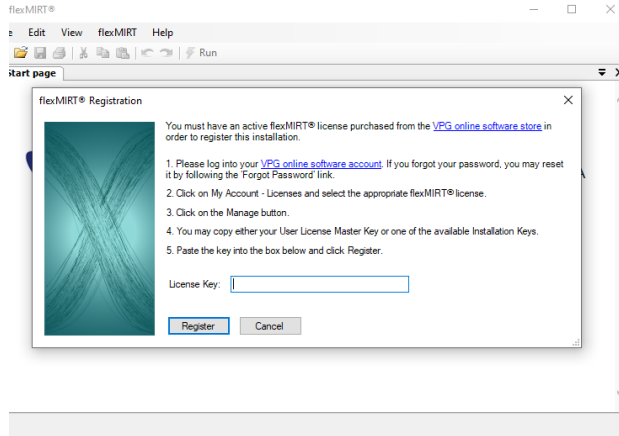 flexMIRT®
e Edit View flexMIRT Help
Run
Start page
flexMIRT® Registration
You must have an active flexMIRT® license purchased from the VPG online software store in
order to register this installation.
1. Please log into your VPG online software account. If you forgot your password, you may reset
it by following the 'Forgot Password' link.
2. Click on My Account - Licenses and select the appropriate flexMIRT® license.
3. Click on the Manage button.
4. You may copy either your User License Master Key or one of the available Installation Keys.
5. Paste the key into the box below and click Register.
License Key:
Register Cancel